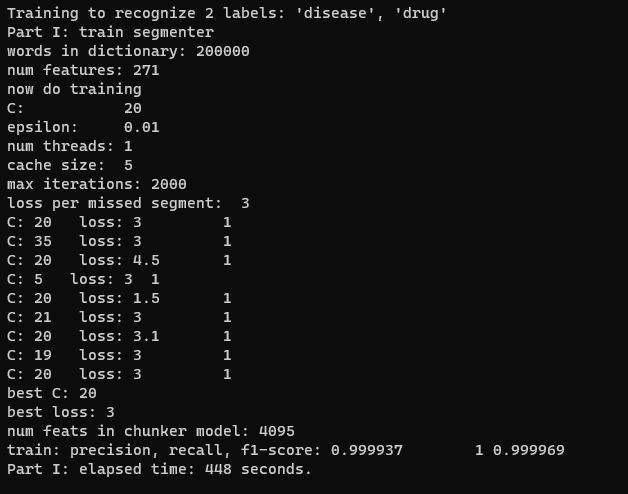 Training to recognize 2 labels: 'disease', 'drug'
Part I: train segmenter
words in dictionary: 200000
num features: 271
now do training
C:           20
epsilon:     0.01
num threads: 1
cache size:  5
max iterations: 2000
loss per missed segment:  3
C: 20   loss: 3         1
C: 35   loss: 3         1
C: 20   loss: 4.5       1
C: 5   loss: 3  1
C: 20   loss: 1.5       1
C: 21   loss: 3         1
C: 20   loss: 3.1       1
C: 19   loss: 3         1
C: 20   loss: 3         1
best C: 20
best loss: 3
num feats in chunker model: 4095
train: precision, recall, f1-score: 0.999937        1 0.999969
Part I: elapsed time: 448 seconds.